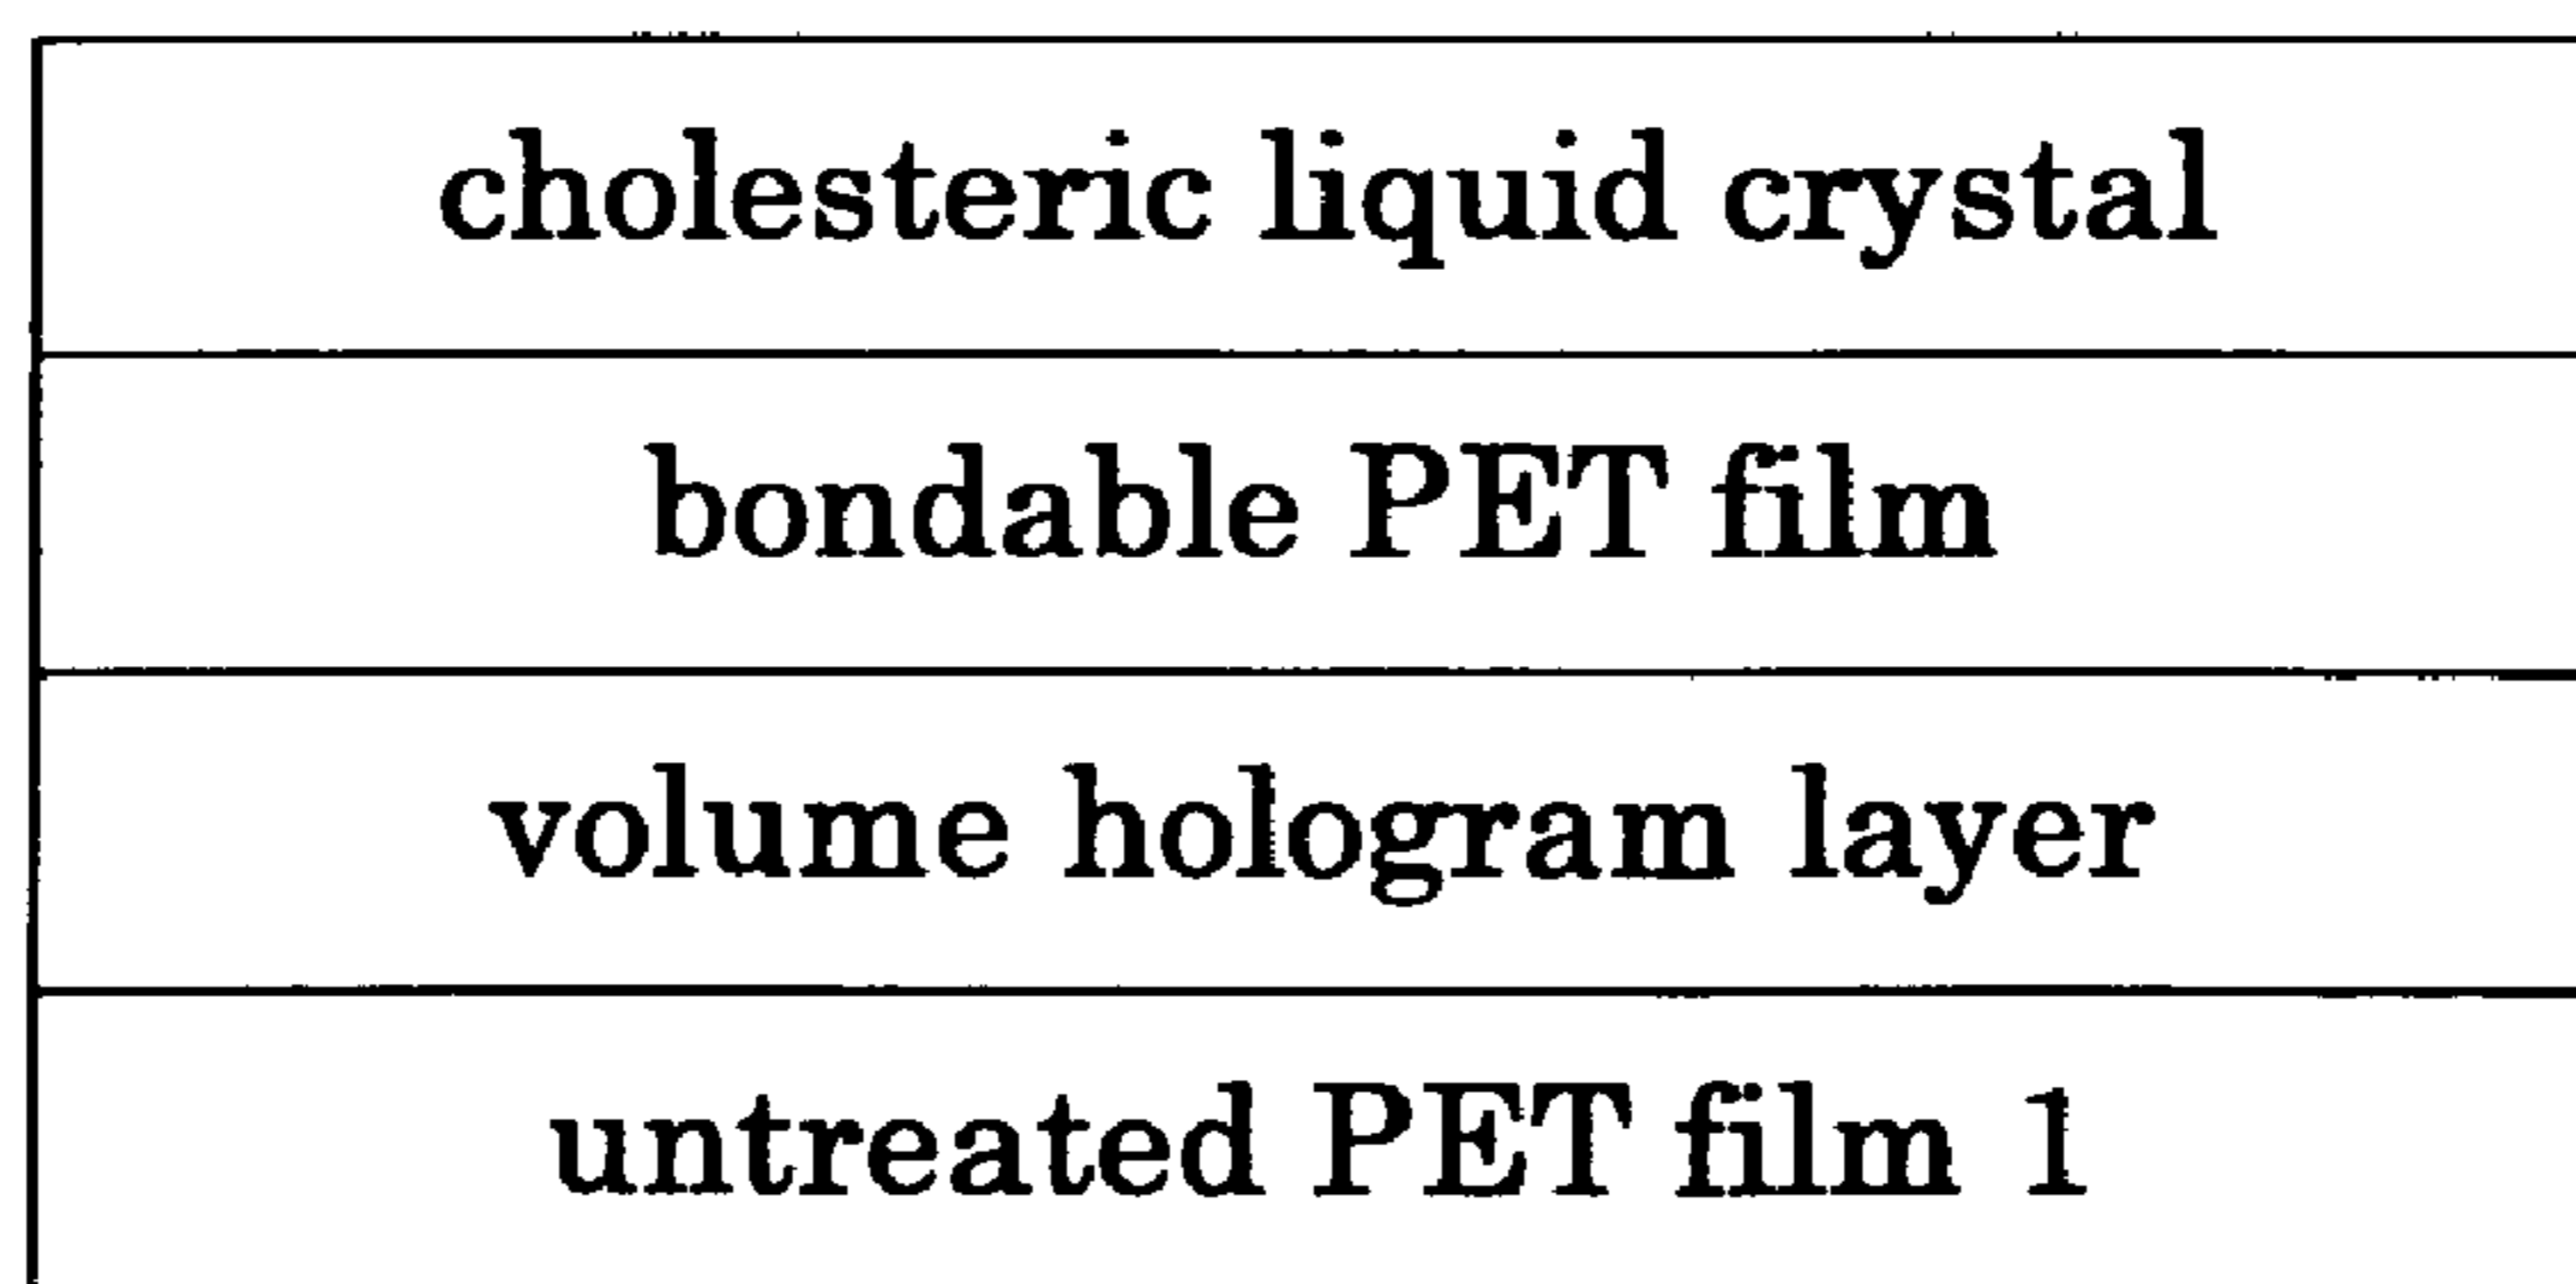 cholesteric liquid crystal
bondable PET film
volume hologram layer
untreated PET film 1